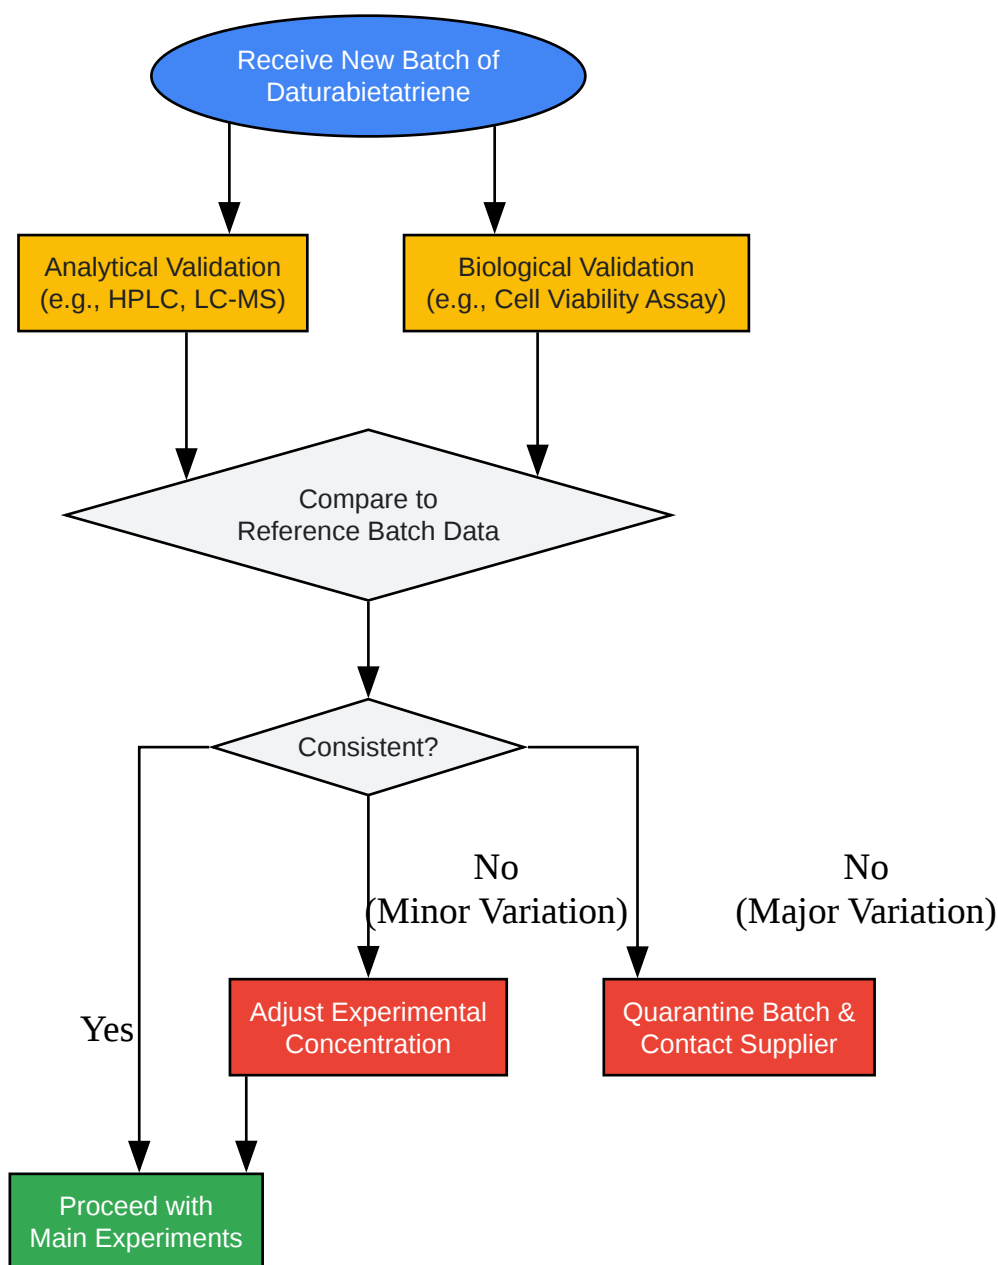 Receive New Batch of
Daturabietatriene
Analytical Validation
(e.g., HPLC, LC-MS)
Biological Validation
(e.g., Cell Viability Assay)
Compare to
Reference Batch Data
Consistent?
No
(Minor Variation)
No
(Major Variation)
Adjust Experimental
Concentration
Quarantine Batch &
Contact Supplier
Yes
Proceed with
Main Experiments